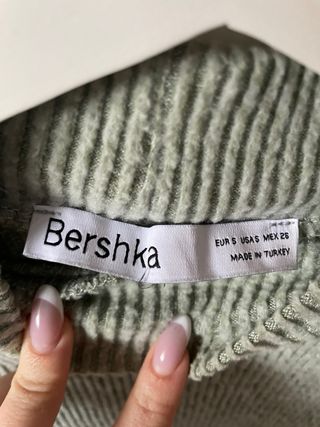 Bershka
EUR S USA S MEX 26
MADE IN TURKEY